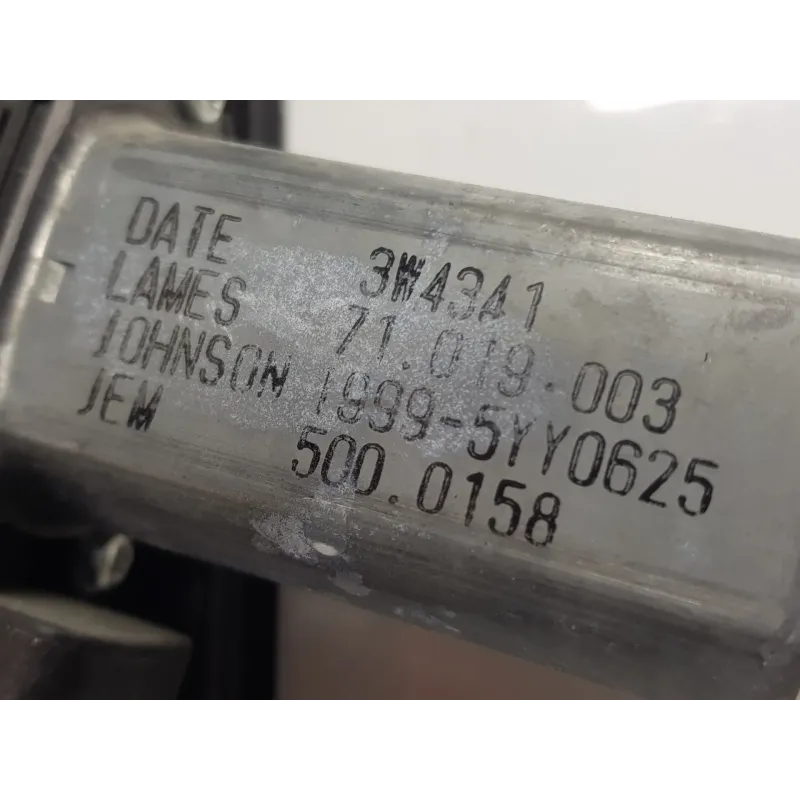 DATE 3W4341
LAMES 71.019.003
JOHNSON 1999-5YY0625
JEM 500.0158